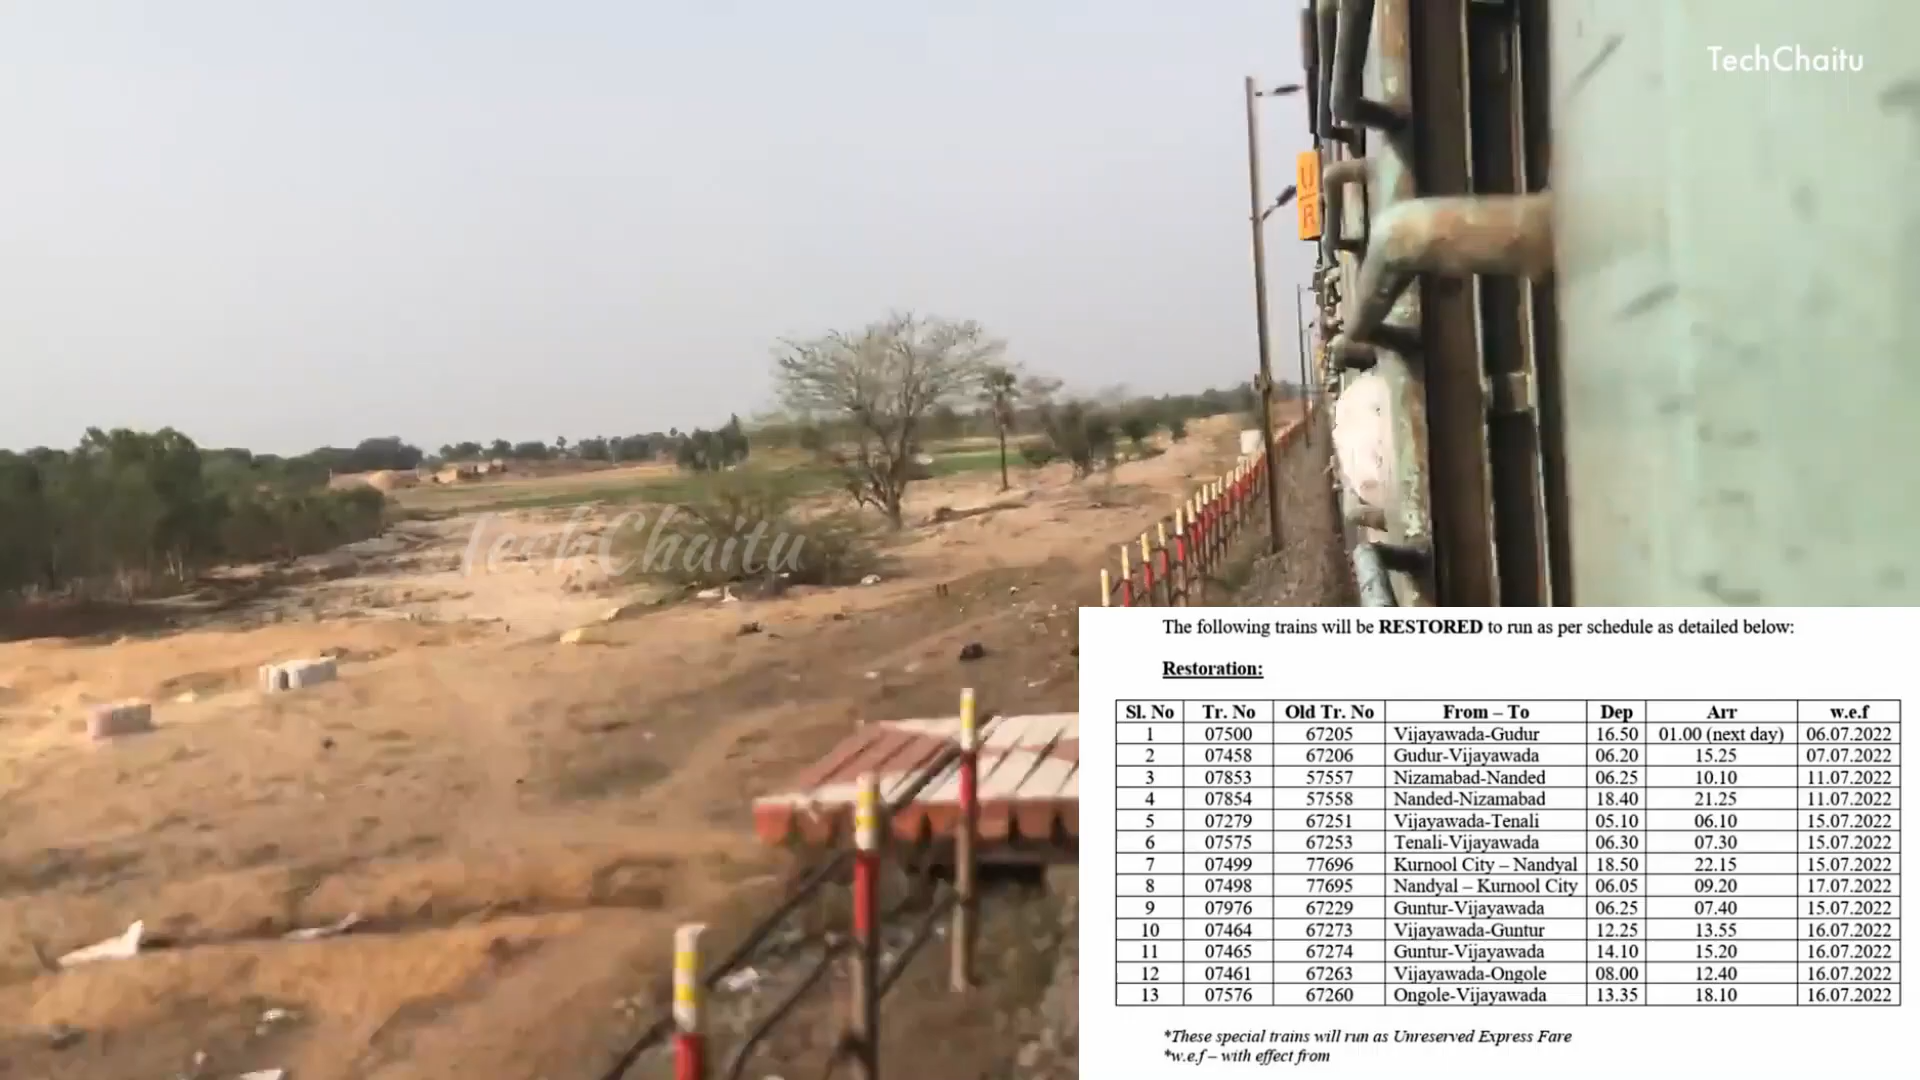 TechChaitu
U
R
TechChaitu
The following trains will be RESTORED to run as per schedule as detailed below:
Restoration:
Sl. No Tr. No Old Tr. No From – To Dep Arr w.e.f
1 07500 67205 Vijayawada-Gudur 16.50 01.00 (next day) 06.07.2022
2 07458 67206 Gudur-Vijayawada 06.20 15.25 07.07.2022
3 07853 57557 Nizamabad-Nanded 06.25 10.10 11.07.2022
4 07854 57558 Nanded-Nizamabad 18.40 21.25 11.07.2022
5 07279 67251 Vijayawada-Tenali 05.10 06.10 15.07.2022
6 07575 67253 Tenali-Vijayawada 06.30 07.30 15.07.2022
7 07499 77696 Kurnool City – Nandyal 18.50 22.15 15.07.2022
8 07498 77695 Nandyal – Kurnool City 06.05 09.20 17.07.2022
9 07976 67229 Guntur-Vijayawada 06.25 07.40 15.07.2022
10 07464 67273 Vijayawada-Guntur 12.25 13.55 16.07.2022
11 07465 67274 Guntur-Vijayawada 14.10 15.20 16.07.2022
12 07461 67263 Vijayawada-Ongole 08.00 12.40 16.07.2022
13 07576 67260 Ongole-Vijayawada 13.35 18.10 16.07.2022
*These special trains will run as Unreserved Express Fare
*w.e.f – with effect from